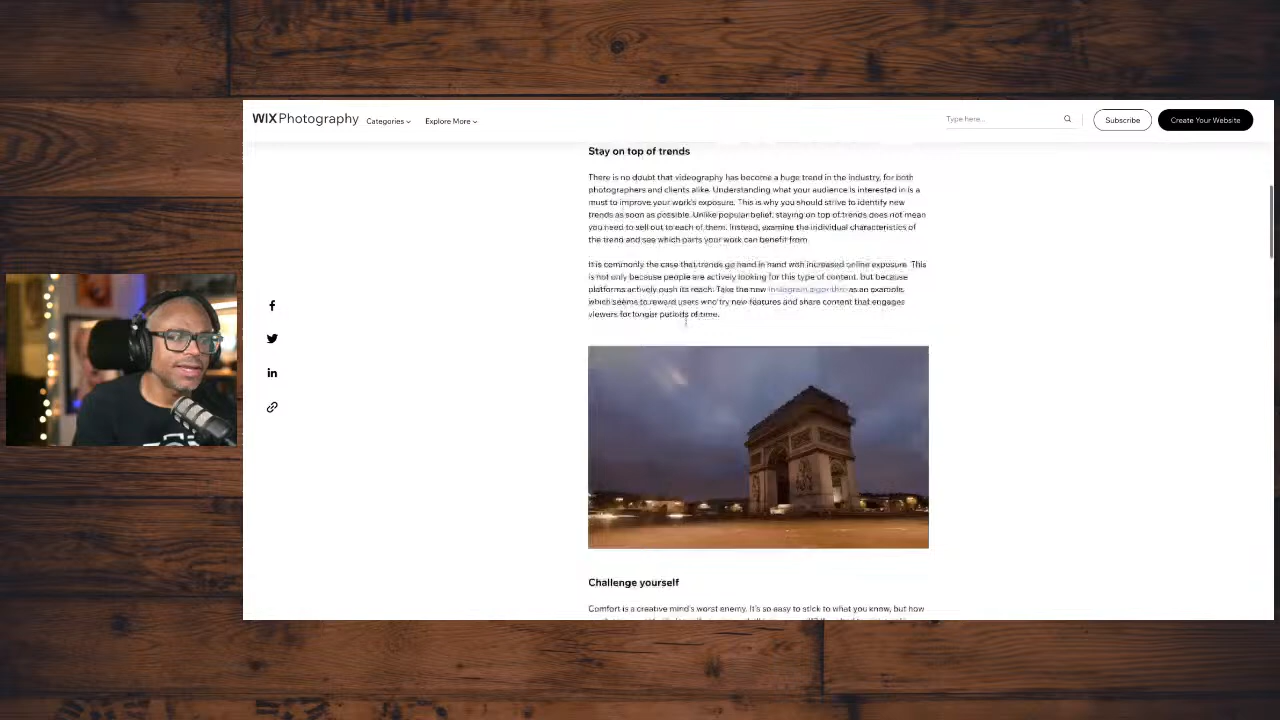 WIX Photography Categories Explore More Type here... Subscribe Create Your Website
Stay on top of trends
There is no doubt that videography has become a huge trend in the industry, for both
photographers and clients alike. Understanding what your audience is interested in is a
must to improve your work's exposure. This is why you should strive to identify new
trends as soon as possible. Unlike popular belief, staying on top of trends does not mean
you need to sell out to each of them. Instead, examine the individual characteristics of
the trend and see which parts your work can benefit from.
It is commonly the case that trends go hand in hand with increased online exposure. This
is not only because people are actively looking for this type of content, but because
platforms actively push its reach. Take the new Instagram algorithm as an example,
which seems to reward users who try new features and share content that engages
viewers for longer periods of time.
Challenge yourself
Comfort is a creative mind's worst enemy. It's so easy to stick to what you know, but how